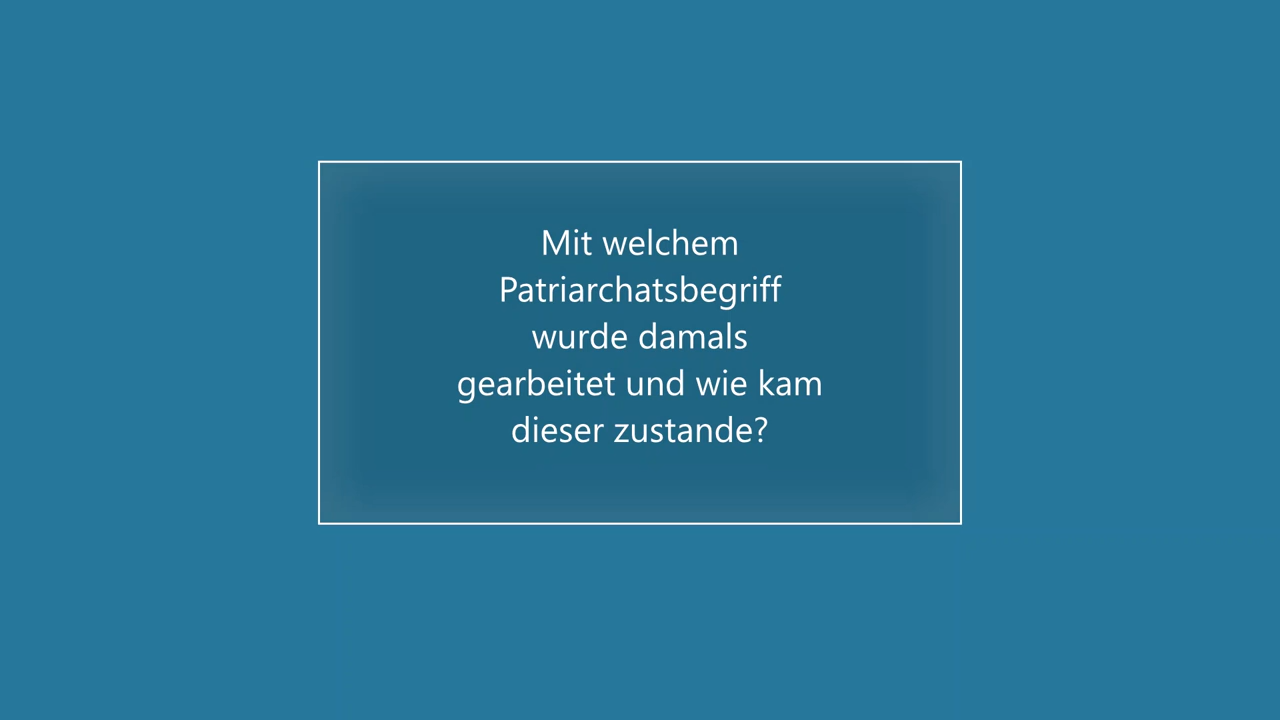 Mit welchem
Patriarchatsbegriff
wurde damals
gearbeitet und wie kam
dieser zustande?